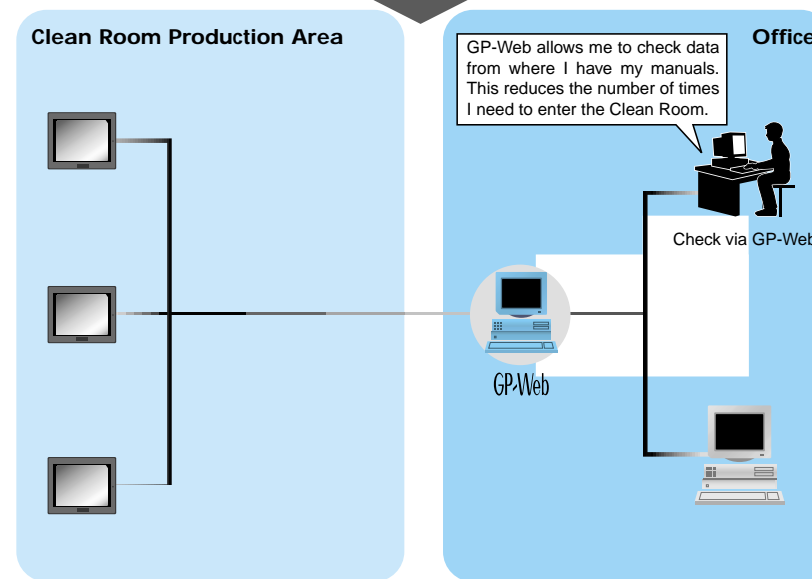 Clean Room Production Area
Office
GP-Web allows me to check data
from where I have my manuals.
This reduces the number of times
I need to enter the Clean Room.
Check via GP-Web
GP-Web